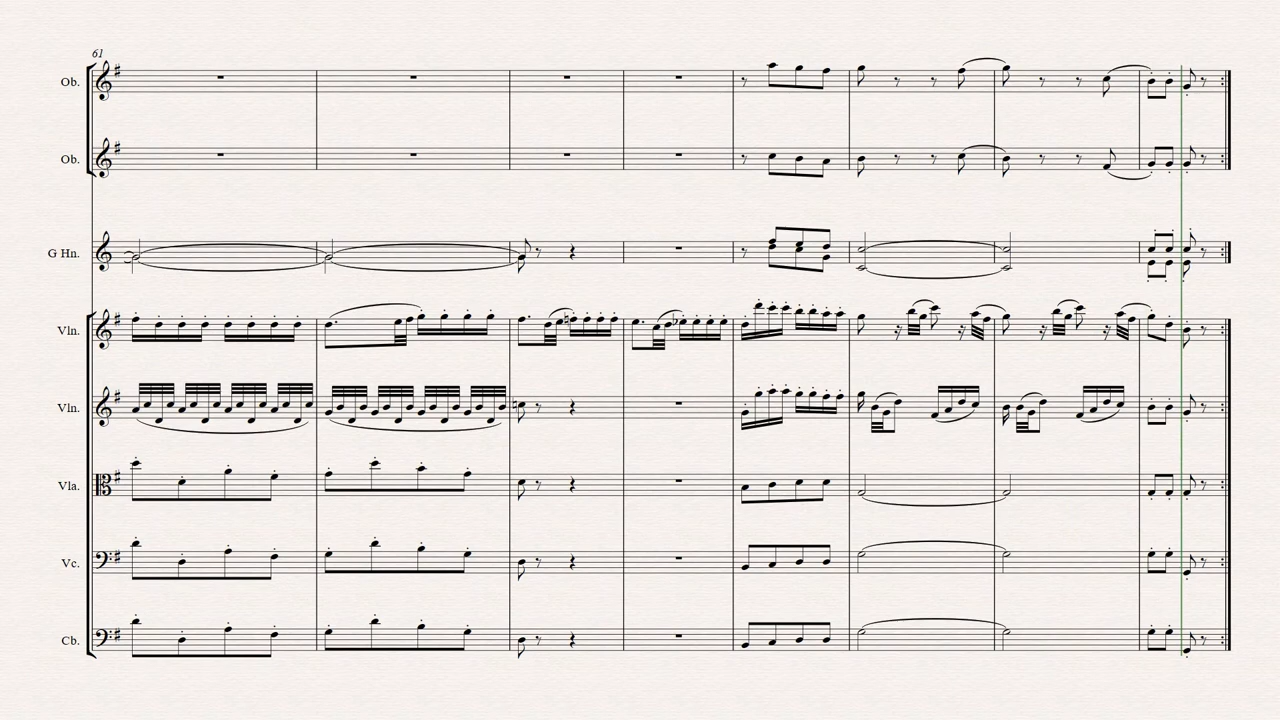 61
Ob.
Ob.
G Hn.
Vln.
Vln.
Vla.
Vc.
Cb.